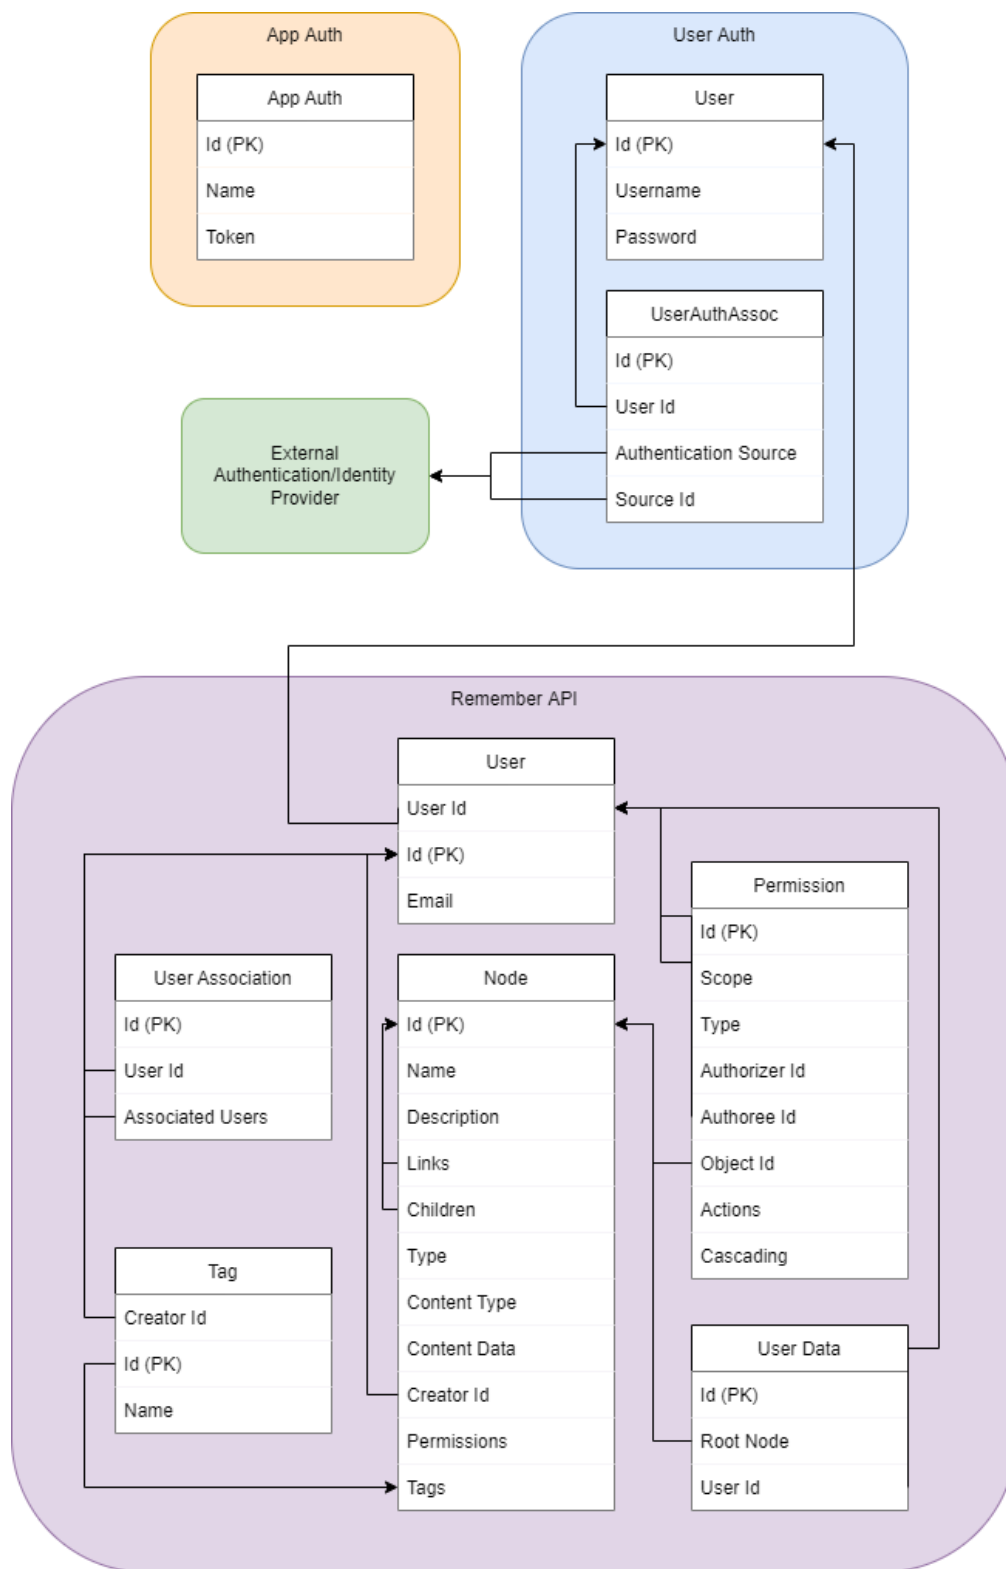 App Auth
App Auth
Id (PK)
Name
Token
User Auth
User
Id (PK)
Username
Password
UserAuthAssoc
Id (PK)
User Id
Authentication Source
Source Id
External
Authentication/Identity
Provider
Remember API
User
User Id
Id (PK)
Email
User Association
Id (PK)
User Id
Associated Users
Tag
Creator Id
Id (PK)
Name
Node
Id (PK)
Name
Description
Links
Children
Type
Content Type
Content Data
Creator Id
Permissions
Tags
Permission
Id (PK)
Scope
Type
Authorizer Id
Authoree Id
Object Id
Actions
Cascading
User Data
Id (PK)
Root Node
User Id